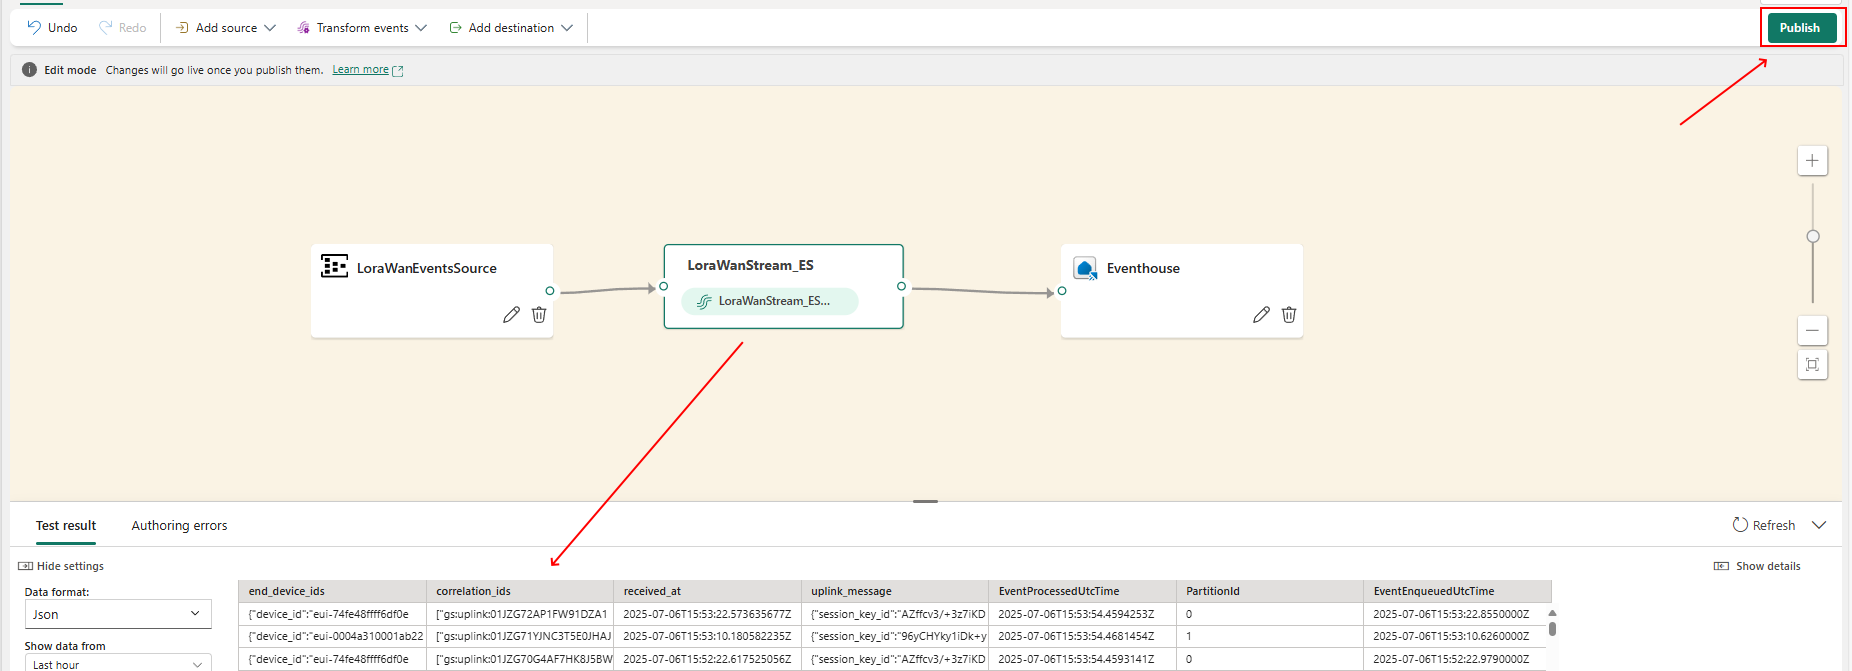 Undo Redo Add source Transform events Add destination Publish
Edit mode Changes will go live once you publish them. Learn more
LoraWanEventsSource
LoraWanStream_ES
LoraWanStream_ES...
Eventhouse
Test result Authoring errors Refresh
Hide settings Show details
Data format:
Json
Show data from
Last hour
end_device_ids correlation_ids received_at uplink_message EventProcessedUtcTime PartitionId EventEnqueuedUtcTime
{"device_id":"eui-74fe48ffff6df0e ["gs:uplink:01JZG72AP1FW91DZA1 2025-07-06T15:53:22.573635677Z {"session_key_id":"AZffcv3/+3z7iKD 2025-07-06T15:53:54.4594253Z 0 2025-07-06T15:53:22.8550000Z
{"device_id":"eui-0004a310001ab22 ["gs:uplink:01JZG71YJNC3T5E0JHAJ 2025-07-06T15:53:10.180582235Z {"session_key_id":"96yCHYky1iDk+y 2025-07-06T15:53:54.4681454Z 1 2025-07-06T15:53:10.6260000Z
{"device_id":"eui-74fe48ffff6df0e ["gs:uplink:01JZG70G4AF7HK8J5BW 2025-07-06T15:52:22.617525056Z {"session_key_id":"AZffcv3/+3z7iKD 2025-07-06T15:53:54.4593141Z 0 2025-07-06T15:52:22.9790000Z